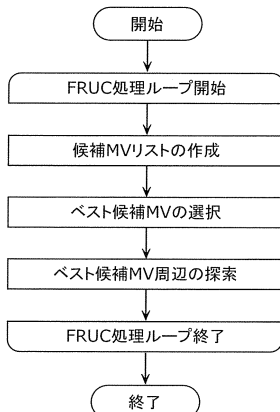 開始
FRUC処理ループ開始
候補MVリストの作成
ベスト候補MVの選択
ベスト候補MV周辺の探索
FRUC処理ループ終了
終了